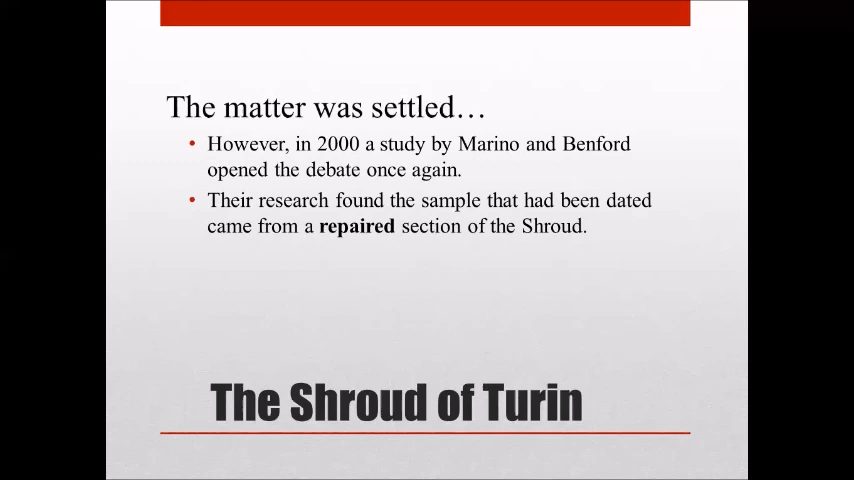 The matter was settled…
• However, in 2000 a study by Marino and Benford
opened the debate once again.
• Their research found the sample that had been dated
came from a repaired section of the Shroud.
The Shroud of Turin